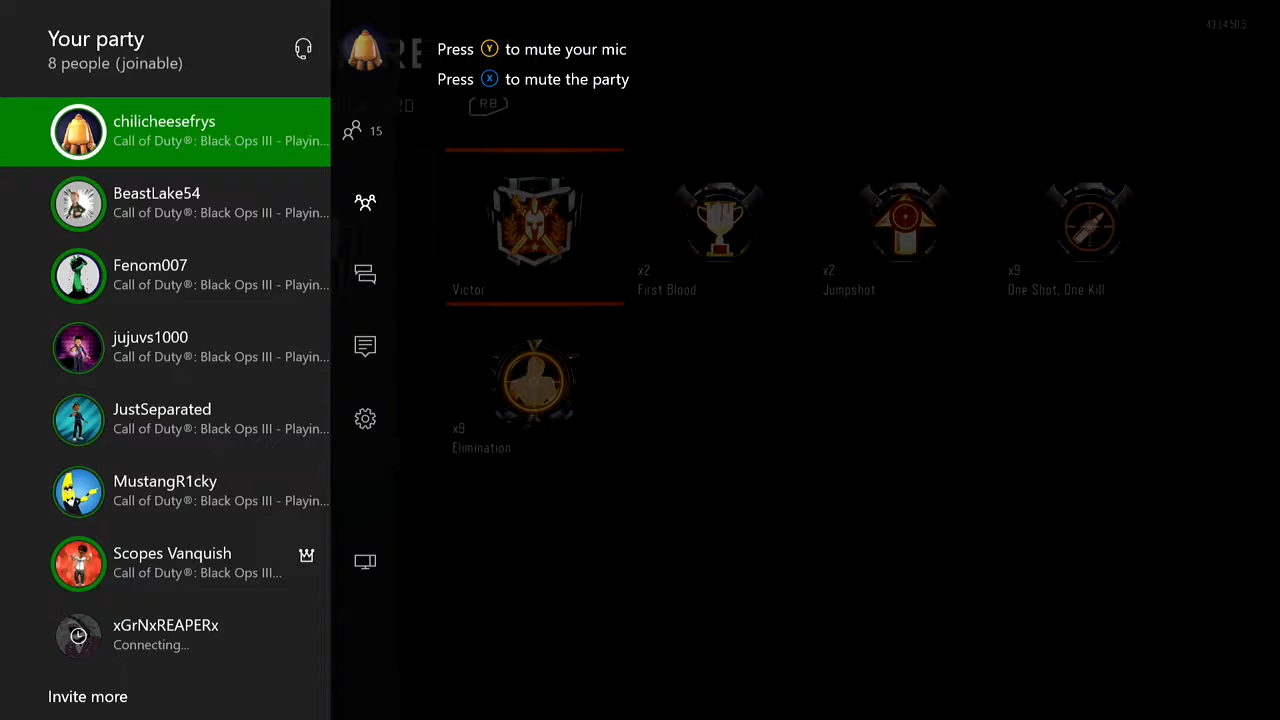 Your party
8 people (joinable)
chilicheesefrys
Call of Duty®: Black Ops III - Playin...
BeastLake54
Call of Duty®: Black Ops III - Playin...
Fenom007
Call of Duty®: Black Ops III - Playin...
jujuvs1000
Call of Duty®: Black Ops III - Playin...
JustSeparated
Call of Duty®: Black Ops III - Playin...
MustangR1cky
Call of Duty®: Black Ops III - Playin...
Scopes Vanquish
Call of Duty®: Black Ops III...
xGrNxREAPERx
Connecting...
Invite more
15
Press Y to mute your mic
Press X to mute the party
RB
Victor
x2
First Blood
x2
Jumpshot
x9
One Shot, One Kill
x9
Elimination